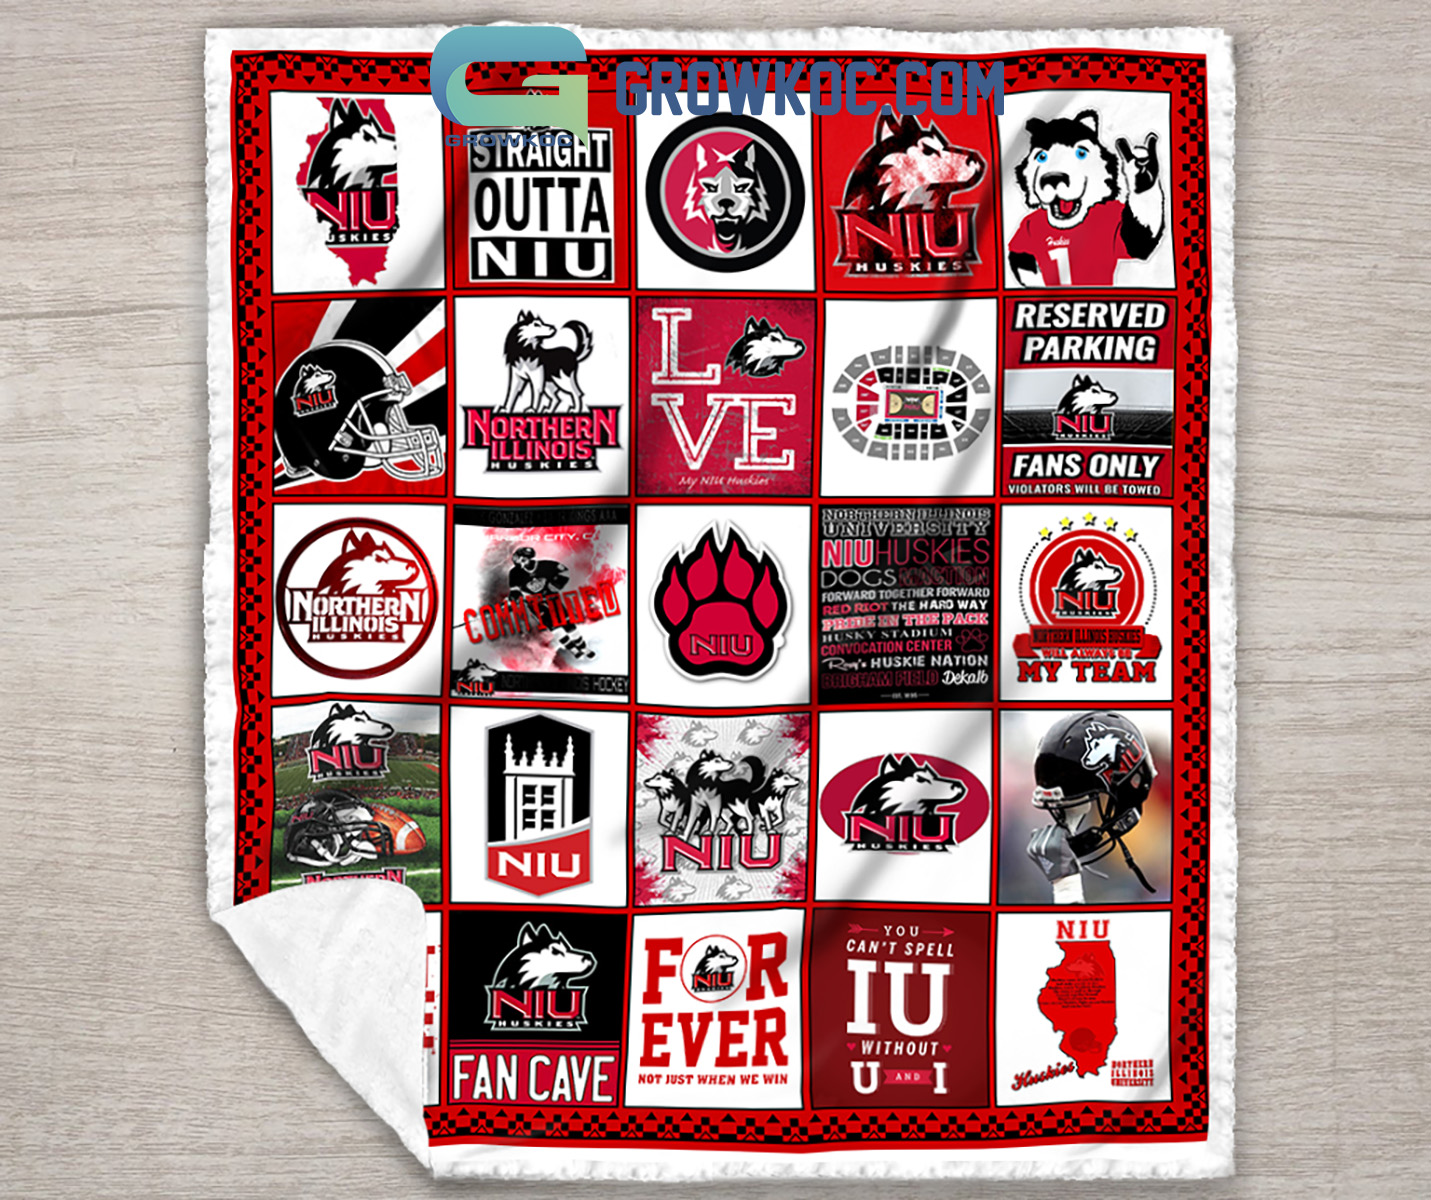 GROWKOC.COM
GROWKOC
NIU
HUSKIES
STRAIGHT
OUTTA
NIU
NIU
HUSKIES
Huskies
1
NIU
NORTHERN
ILLINOIS
HUSKIES
LOVE
My NIU Huskies
RESERVED
PARKING
NIU
HUSKIES
FANS ONLY
VIOLATORS WILL BE TOWED
NORTHERN
ILLINOIS
HUSKIES
COMMITTED
NIU
HOCKEY
NIU
NORTHERN ILLINOIS
UNIVERSITY
NIU HUSKIES
DOGS MACTION
FORWARD TOGETHER FORWARD
RED RIOT THE HARD WAY
PRIDE IN THE PACK
HUSKY STADIUM
CONVOCATION CENTER
HUSKIE NATION
BRIGHAM FIELD Dekalb
NIU
NORTHERN ILLINOIS HUSKIES
WILL ALWAYS BE
MY TEAM
NIU
HUSKIES
NORTHERN
NIU
NIU
NIU
HUSKIES
NIU
NIU
HUSKIES
FAN CAVE
FOR
NIU
EVER
NOT JUST WHEN WE WIN
YOU
CAN'T SPELL
IU
WITHOUT
U AND I
NIU
Huskies
NORTHERN
ILLINOIS
UNIVERSITY